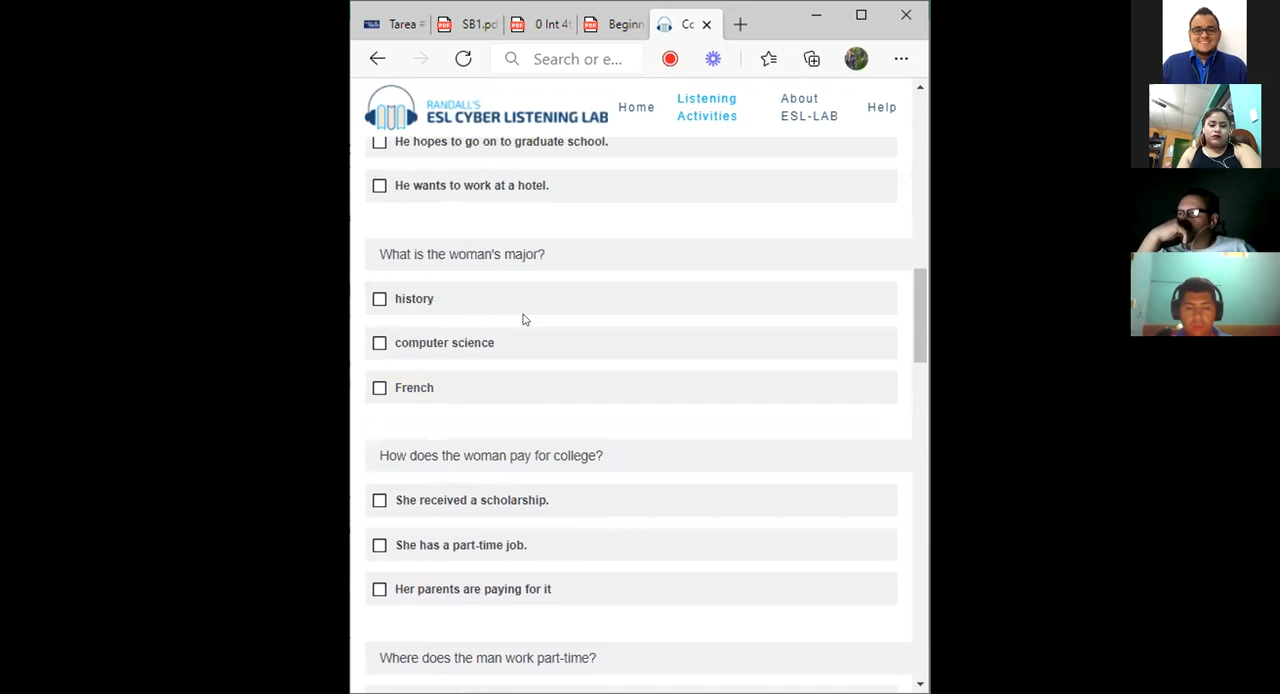 Tarea
SB1.pd
0 Int 4
Beginn
Co
Search or e...
RANDALL'S
ESL CYBER LISTENING LAB
Home
Listening
Activities
About
ESL-LAB
Help
He hopes to go on to graduate school.
He wants to work at a hotel.
What is the woman's major?
history
computer science
French
How does the woman pay for college?
She received a scholarship.
She has a part-time job.
Her parents are paying for it
Where does the man work part-time?